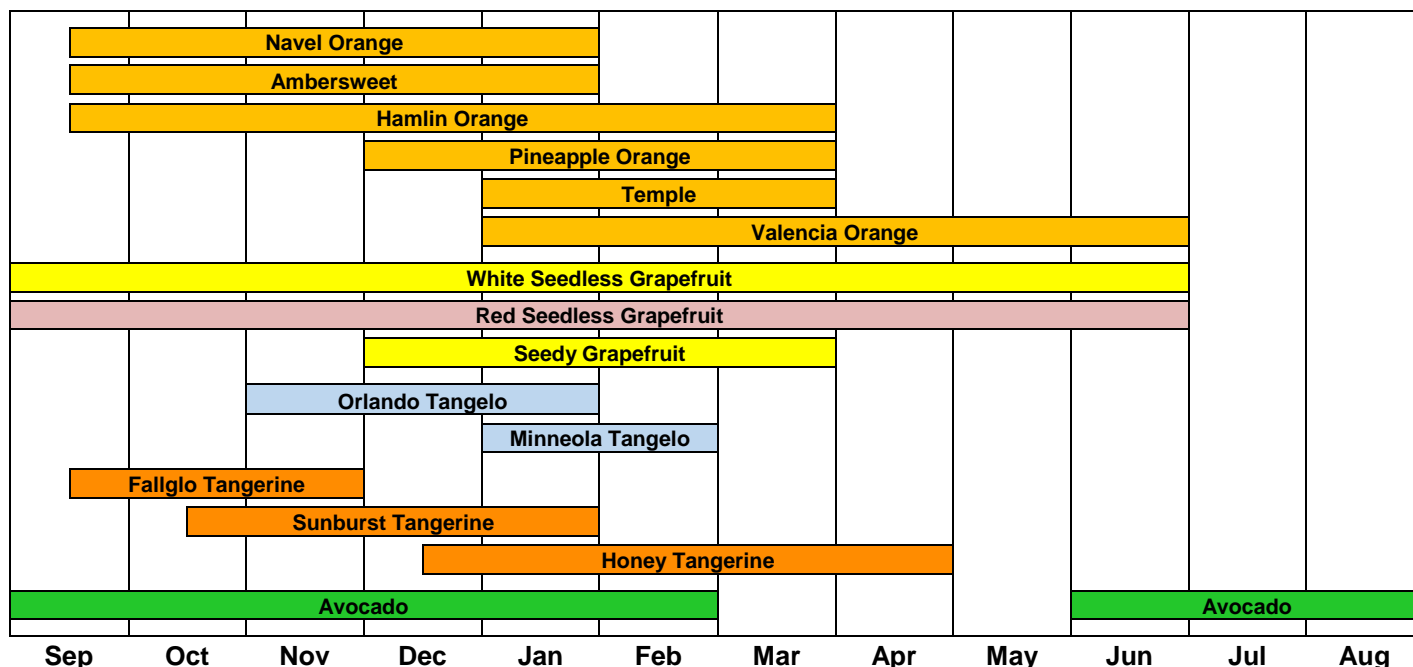 Navel Orange
Ambersweet
Hamlin Orange
Pineapple Orange
Temple
Valencia Orange
White Seedless Grapefruit
Red Seedless Grapefruit
Seedy Grapefruit
Orlando Tangelo
Minneola Tangelo
Fallglo Tangerine
Sunburst Tangerine
Honey Tangerine
Avocado Avocado
Sep Oct Nov Dec Jan Feb Mar Apr May Jun Jul Aug